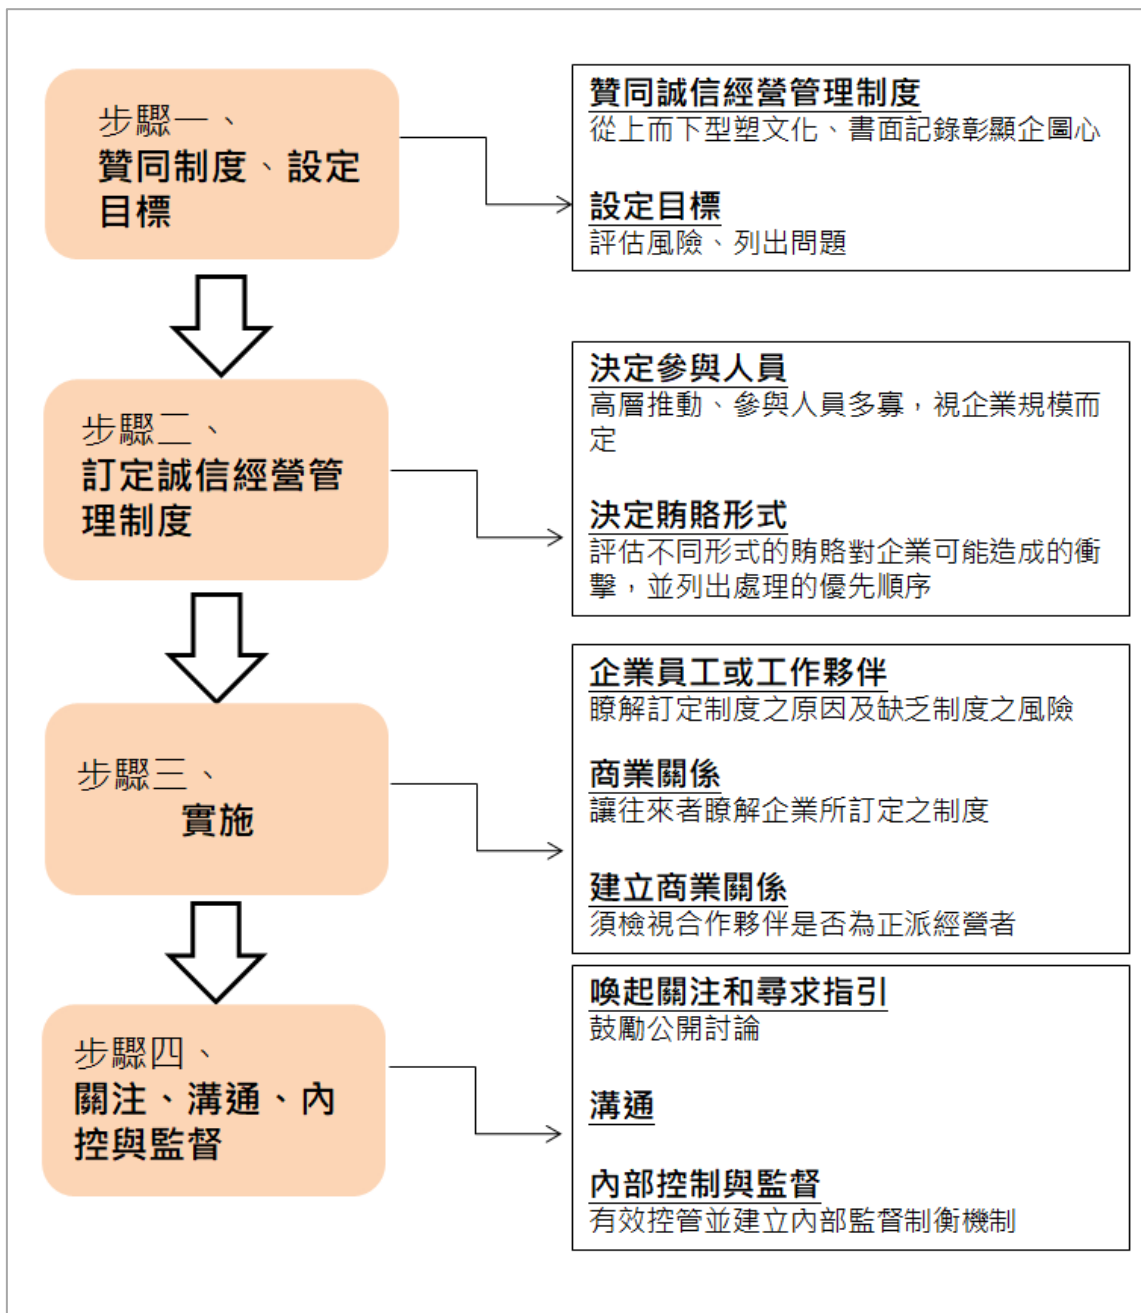 步驟一、
贊同制度、設定
目標
贊同誠信經營管理制度
從上而下型塑文化、書面記錄彰顯企圖心
設定目標
評估風險、列出問題
步驟二、
訂定誠信經營管
理制度
決定參與人員
高層推動、參與人員多寡，視企業規模而
定
決定賄賂形式
評估不同形式的賄賂對企業可能造成的衝
擊，並列出處理的優先順序
步驟三、
實施
企業員工或工作夥伴
瞭解訂定制度之原因及缺乏制度之風險
商業關係
讓往來者瞭解企業所訂定之制度
建立商業關係
須檢視合作夥伴是否為正派經營者
步驟四、
關注、溝通、內
控與監督
喚起關注和尋求指引
鼓勵公開討論
溝通
內部控制與監督
有效控管並建立內部監督制衡機制